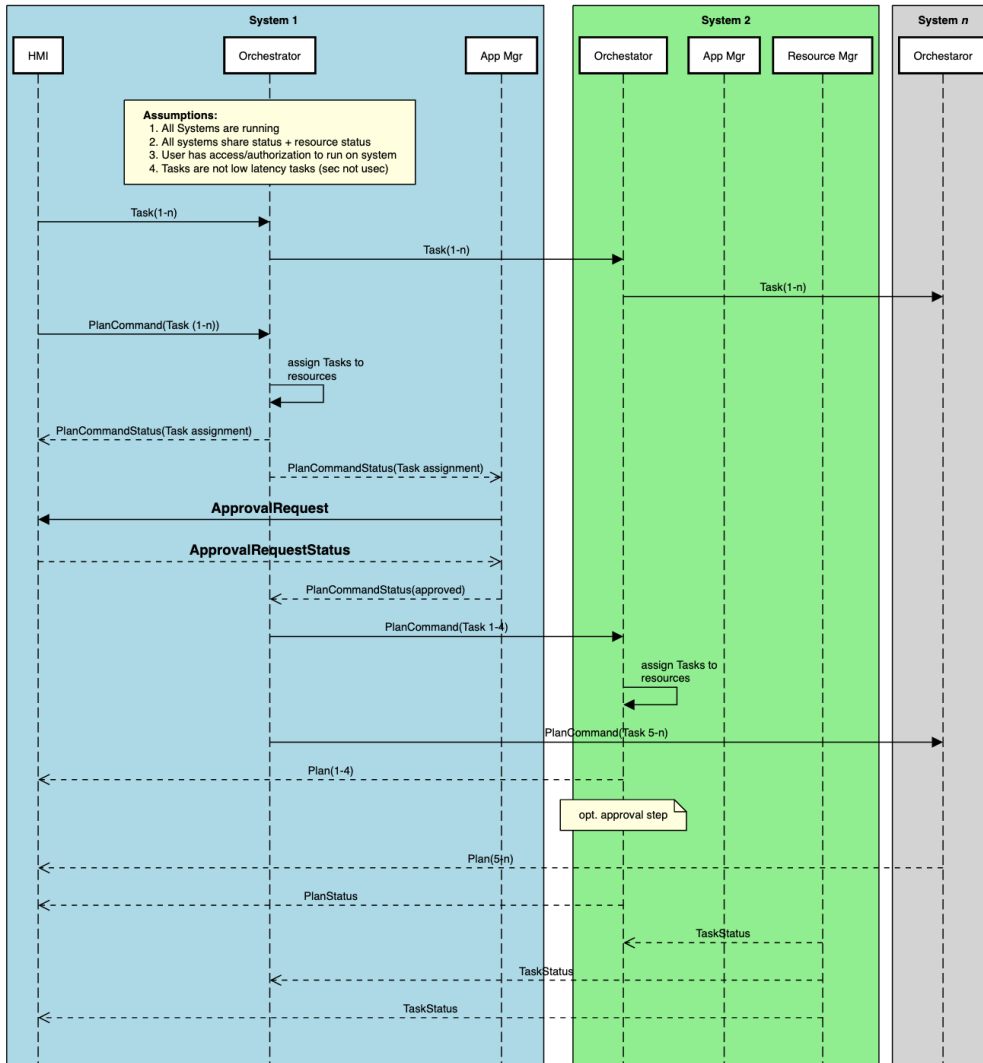 System 1
System 2
System n
HMI
Orchestrator
App Mgr
Orchestator
App Mgr
Resource Mgr
Orchestaror
Assumptions:
1. All Systems are running
2. All systems share status + resource status
3. User has access/authorization to run on system
4. Tasks are not low latency tasks (sec not usec)
Task(1-n)
Task(1-n)
Task(1-n)
PlanCommand(Task (1-n))
assign Tasks to
resources
PlanCommandStatus(Task assignment)
PlanCommandStatus(Task assignment)
ApprovalRequest
ApprovalRequestStatus
PlanCommandStatus(approved)
PlanCommand(Task 1-4)
assign Tasks to
resources
PlanCommand(Task 5-n)
Plan(1-4)
opt. approval step
Plan(5-n)
PlanStatus
TaskStatus
TaskStatus
TaskStatus